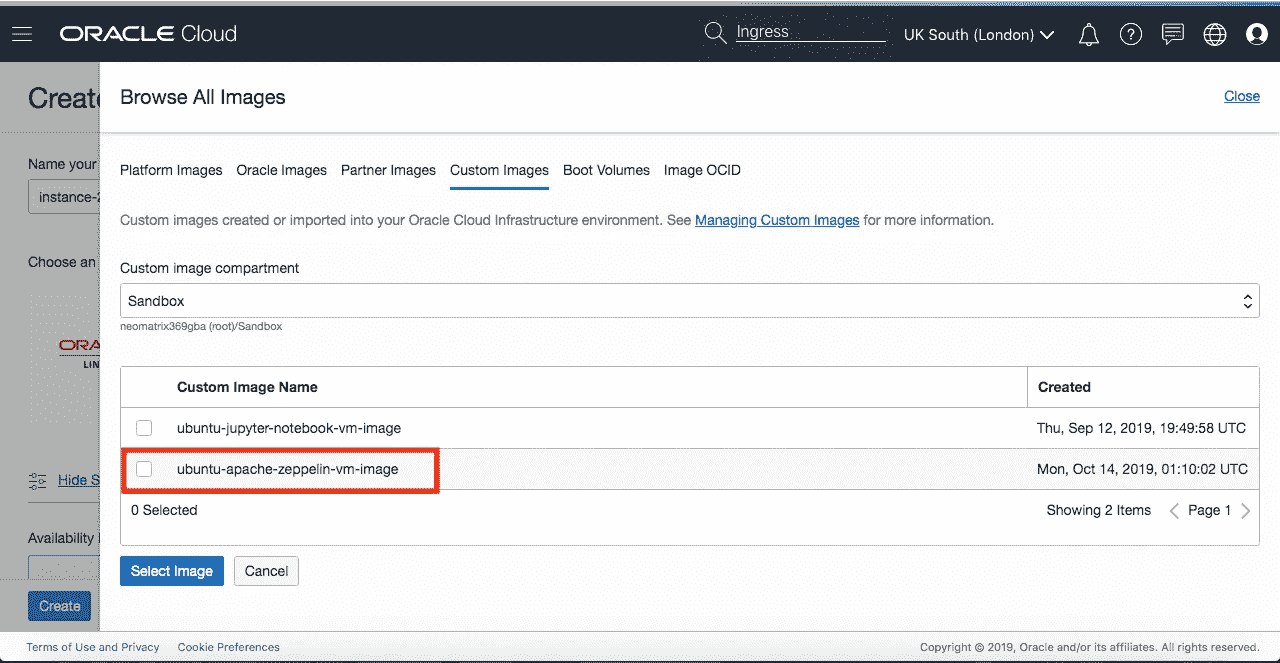 ORACLE Cloud
Ingress
UK South (London)
Create
Browse All Images
Close
Name your
Platform Images Oracle Images Partner Images Custom Images Boot Volumes Image OCID
instance-2
Custom images created or imported into your Oracle Cloud Infrastructure environment. See Managing Custom Images for more information.
Choose an
Custom image compartment
Sandbox
neomatrix369gba (root)/Sandbox
ORA
LIN
Custom Image Name Created
ubuntu-jupyter-notebook-vm-image Thu, Sep 12, 2019, 19:49:58 UTC
ubuntu-apache-zeppelin-vm-image Mon, Oct 14, 2019, 01:10:02 UTC
Hide S
0 Selected Showing 2 Items Page 1
Availability
Select Image Cancel
Create
Terms of Use and Privacy Cookie Preferences Copyright © 2019, Oracle and/or its affiliates. All rights reserved.